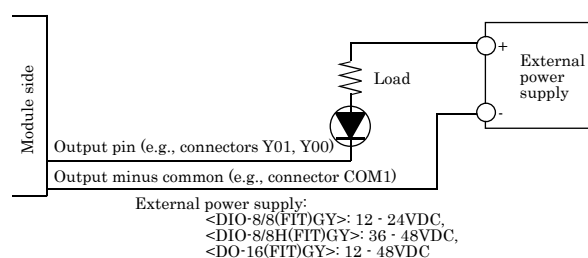 Module side
+
External
power
supply
Load
-
Output pin (e.g., connectors Y01, Y00)
Output minus common (e.g., connector COM1)
External power supply:
<DIO-8/8(FIT)GY>: 12 - 24VDC,
<DIO-8/8H(FIT)GY>: 36 - 48VDC,
<DO-16(FIT)GY>: 12 - 48VDC